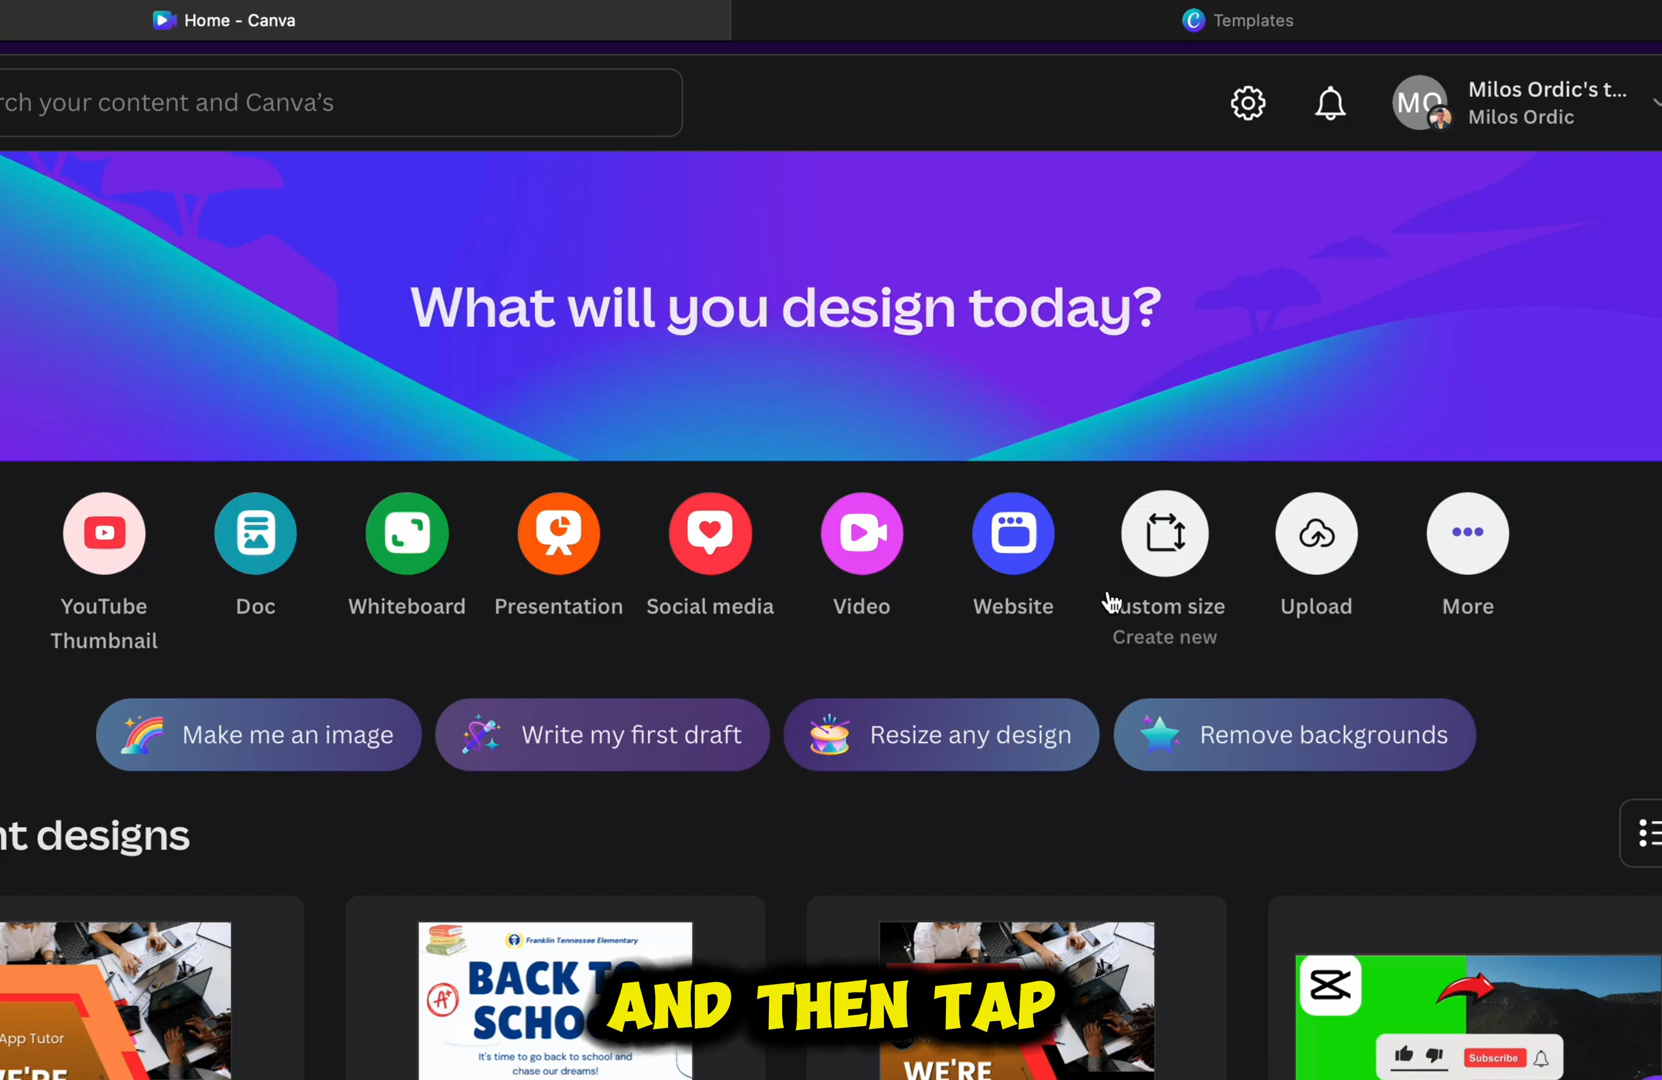 Home - Canva
Templates
rch your content and Canva's
MO
Milos Ordic's t...
Milos Ordic
What will you design today?
YouTube
Thumbnail
Doc
Whiteboard
Presentation
Social media
Video
Website
ustom size
Create new
Upload
More
Make me an image
Write my first draft
Resize any design
Remove backgrounds
nt designs
App Tutor
WE'RE
Franklin Tennessee Elementary
A+
BACK TO
SCHO
It's time to go back to school and
chase our dreams!
WE'RE
Subscribe
AND THEN TAP